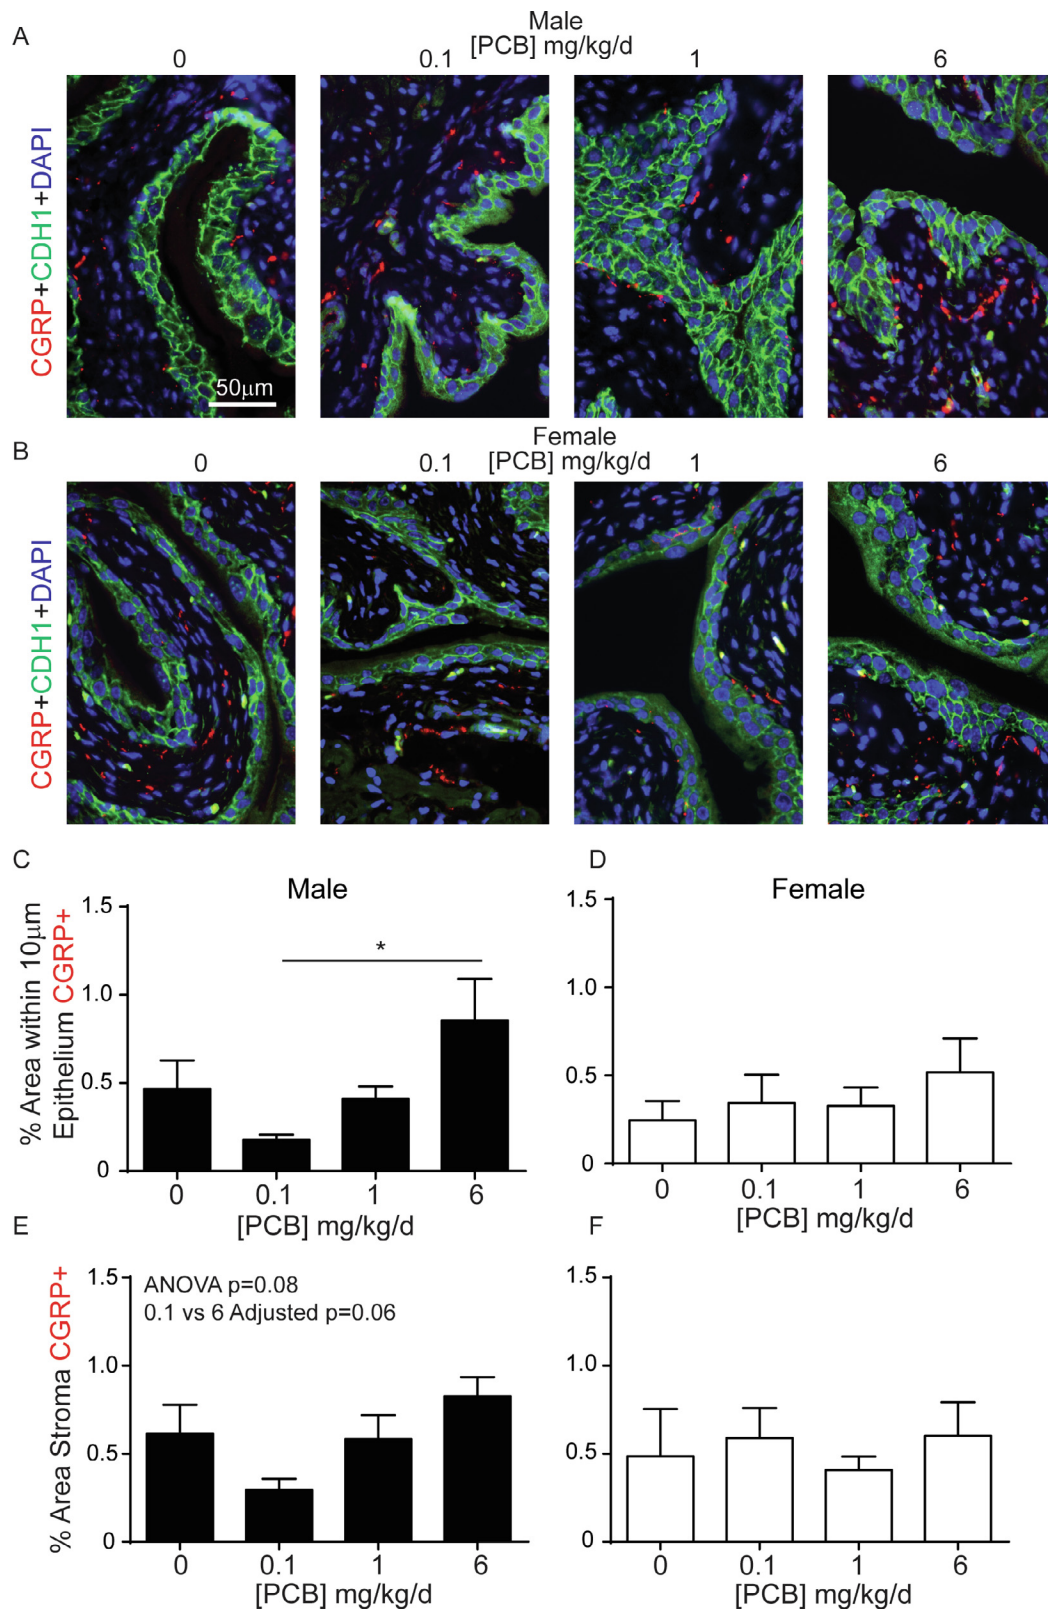 A
Male
[PCB] mg/kg/d
0
0.1
1
6
CGRP+CDH1+DAPI
50μm
B
Female
[PCB] mg/kg/d
0
0.1
1
6
CGRP+CDH1+DAPI
C
Male
% Area within 10μm
Epithelium CGRP+
1.5
1.0
0.5
0
*
0
0.1
1
6
[PCB] mg/kg/d
D
Female
1.5
1.0
0.5
0
0
0.1
1
6
[PCB] mg/kg/d
E
% Area Stroma CGRP+
1.5
1.0
0.5
0
ANOVA p=0.08
0.1 vs 6 Adjusted p=0.06
0
0.1
1
6
[PCB] mg/kg/d
F
1.5
1.0
0.5
0
0
0.1
1
6
[PCB] mg/kg/d